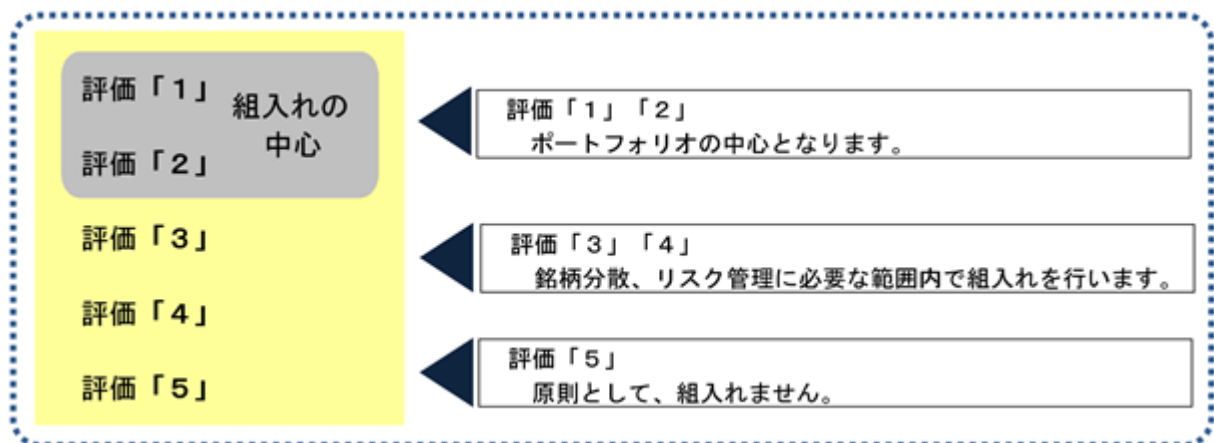 評価「１」
組入れの
中心
評価「２」
評価「３」
評価「４」
評価「５」
評価「１」「２」
ポートフォリオの中心となります。
評価「３」「４」
銘柄分散、リスク管理に必要な範囲内で組入れを行います。
評価「５」
原則として、組入れません。